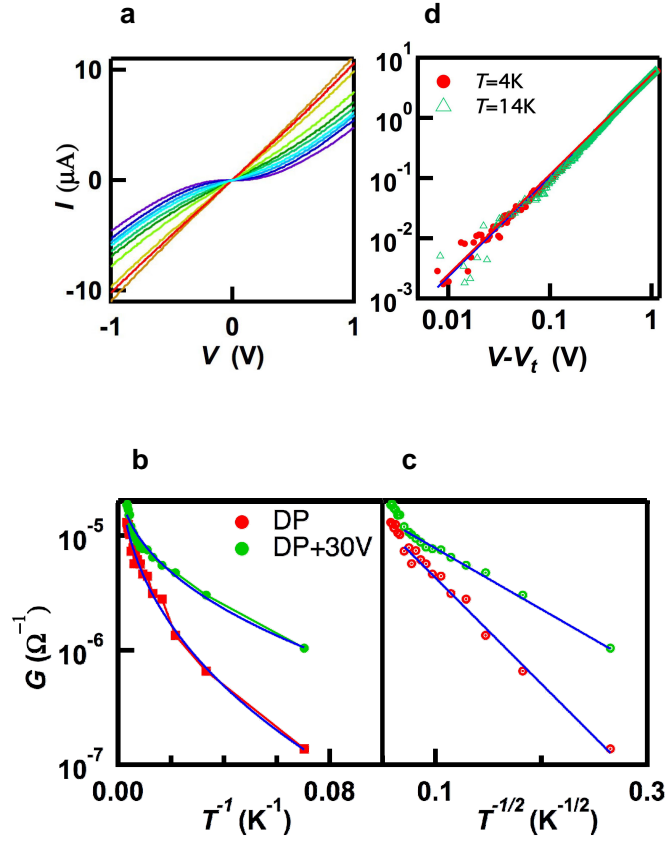 a
d
10
0
-10
I (μA)
-1
0
1
V (V)
10^1
10^0
10^-1
10^-2
10^-3
T=4K
T=14K
0.01
0.1
1
V-V_t (V)
b
c
10^-5
10^-6
10^-7
G (Ω^-1)
DP
DP+30V
0.00
0.08
T^-1 (K^-1)
0.1
0.3
T^-1/2 (K^-1/2)